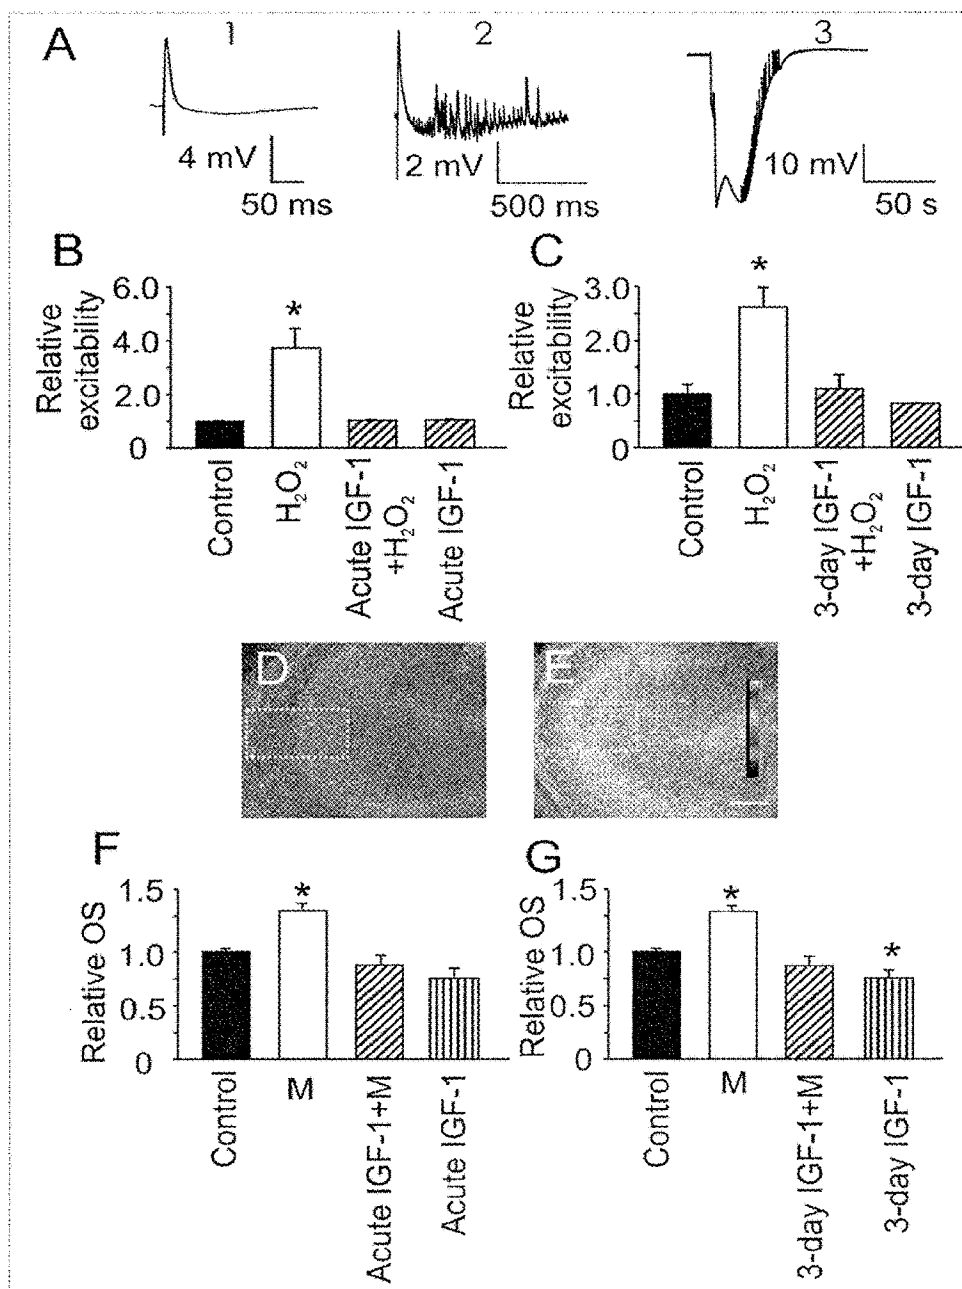 A
1
2
3
4 mV
50 ms
2 mV
500 ms
10 mV
50 s
B
Relative
excitability
6.0
4.0
2.0
0
*
Control
H₂O₂
Acute IGF-1
+H₂O₂
Acute IGF-1
C
Relative
excitability
3.0
2.0
1.0
0
*
Control
H₂O₂
3-day IGF-1
+H₂O₂
3-day IGF-1
D
E
F
Relative OS
1.5
1.0
0.5
0
*
Control
M
Acute IGF-1+M
Acute IGF-1
G
Relative OS
1.5
1.0
0.5
0
*
*
Control
M
3-day IGF-1+M
3-day IGF-1